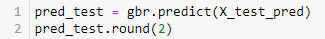 1 pred_test = gbr.predict(X_test_pred)
2 pred_test.round(2)